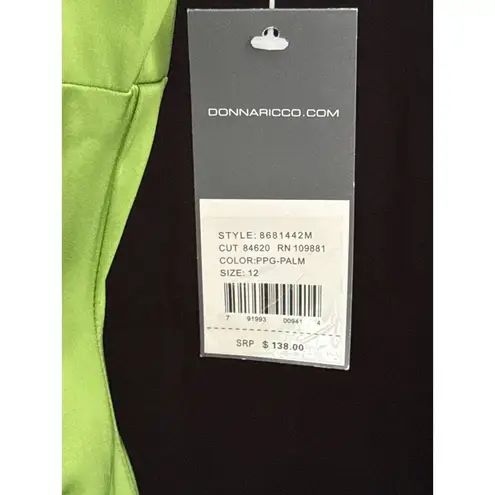 DONNARICCO.COM
STYLE: 8681442M
CUT 84620 RN 109881
COLOR:PPG-PALM
SIZE: 12
7 91993 00941 4
SRP $ 138.00